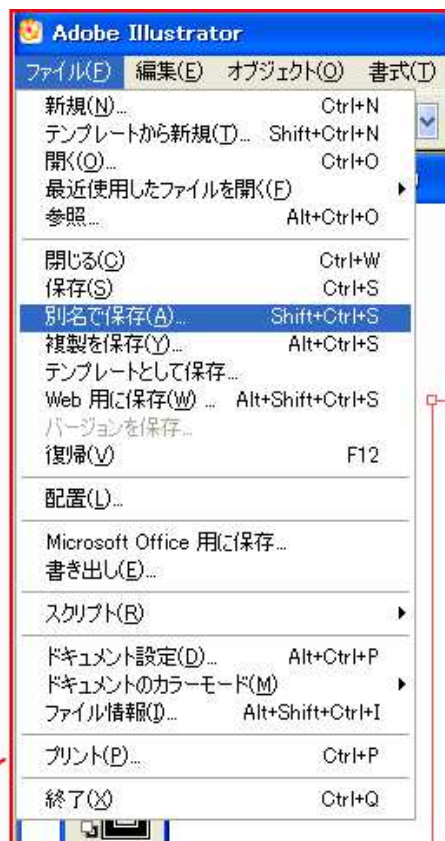 Adobe Illustrator
ファイル(F) 編集(E) オブジェクト(O) 書式(T)
新規(N)... Ctrl+N
テンプレートから新規(T)... Shift+Ctrl+N
開く(O)... Ctrl+O
最近使用したファイルを開く(F)
参照... Alt+Ctrl+O
閉じる(C) Ctrl+W
保存(S) Ctrl+S
別名で保存(A)... Shift+Ctrl+S
複製を保存(Y)... Alt+Ctrl+S
テンプレートとして保存...
Web 用に保存(W) ... Alt+Shift+Ctrl+S
バージョンを保存...
復帰(V) F12
配置(L)...
Microsoft Office 用に保存...
書き出し(E)...
スクリプト(R)
ドキュメント設定(D)... Alt+Ctrl+P
ドキュメントのカラーモード(M)
ファイル情報(I)... Alt+Shift+Ctrl+I
プリント(P)... Ctrl+P
終了(X) Ctrl+Q